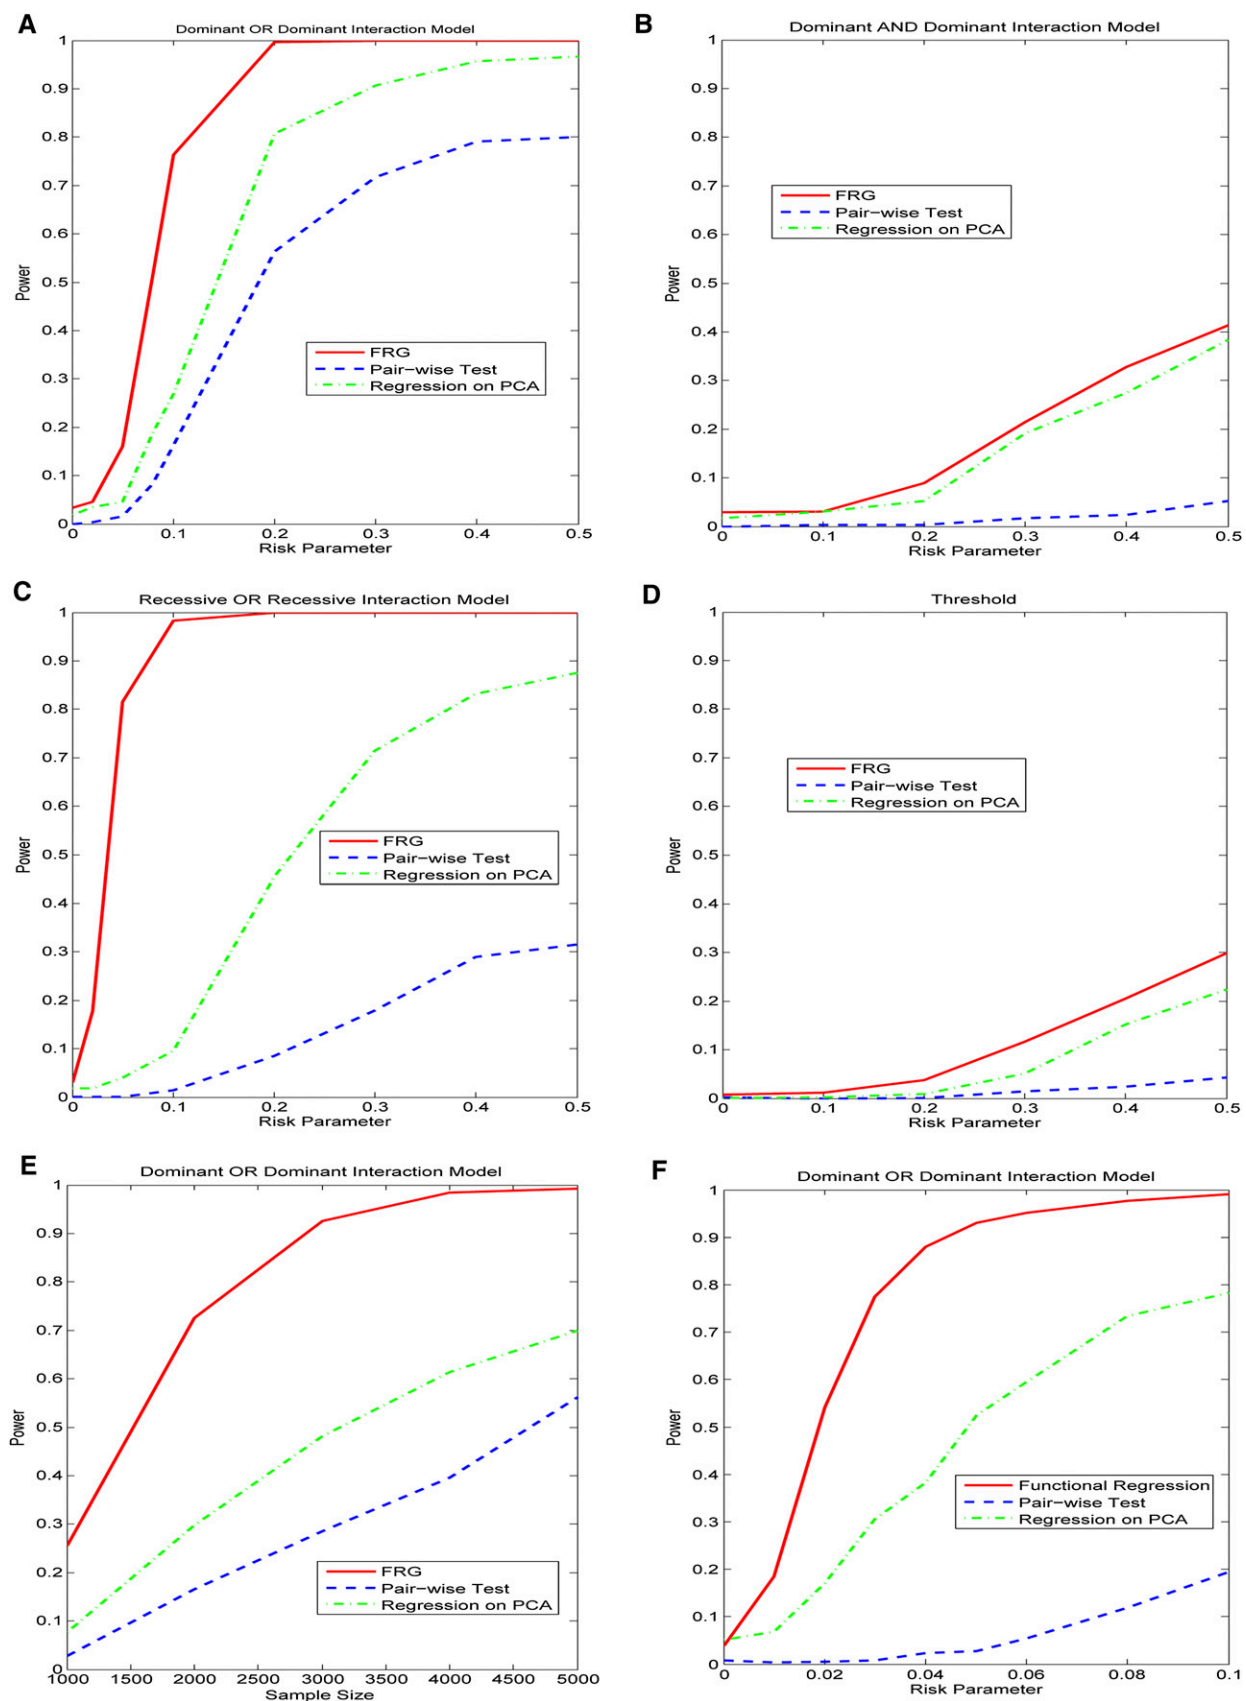 A
Dominant OR Dominant Interaction Model
1
0.9
0.8
0.7
0.6
0.5
0.4
0.3
0.2
0.1
0
Power
FRG
Pair-wise Test
Regression on PCA
0 0.1 0.2 0.3 0.4 0.5
Risk Parameter
B
Dominant AND Dominant Interaction Model
1
0.9
0.8
0.7
0.6
0.5
0.4
0.3
0.2
0.1
0
Power
FRG
Pair-wise Test
Regression on PCA
0 0.1 0.2 0.3 0.4 0.5
Risk Parameter
C
Recessive OR Recessive Interaction Model
1
0.9
0.8
0.7
0.6
0.5
0.4
0.3
0.2
0.1
0
Power
FRG
Pair-wise Test
Regression on PCA
0 0.1 0.2 0.3 0.4 0.5
Risk Parameter
D
Threshold
1
0.9
0.8
0.7
0.6
0.5
0.4
0.3
0.2
0.1
0
Power
FRG
Pair-wise Test
Regression on PCA
0 0.1 0.2 0.3 0.4 0.5
Risk Parameter
E
Dominant OR Dominant Interaction Model
1
0.9
0.8
0.7
0.6
0.5
0.4
0.3
0.2
0.1
0
Power
FRG
Pair-wise Test
Regression on PCA
1000 1500 2000 2500 3000 3500 4000 4500 5000
Sample Size
F
Dominant OR Dominant Interaction Model
1
0.9
0.8
0.7
0.6
0.5
0.4
0.3
0.2
0.1
0
Power
Functional Regression
Pair-wise Test
Regression on PCA
0 0.02 0.04 0.06 0.08 0.1
Risk Parameter